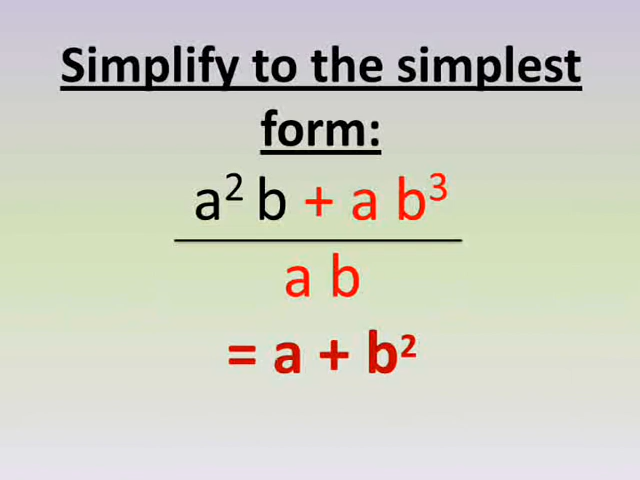 Simplify to the simplest
form:
a² b + a b³
a b
= a + b²